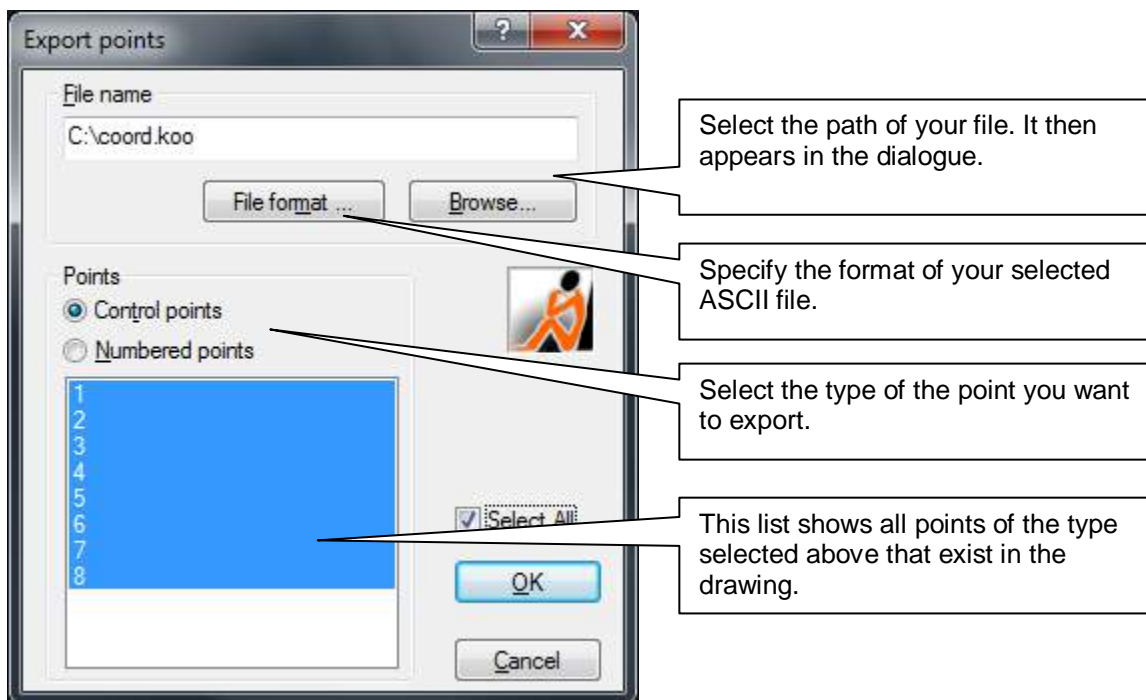 Export points
?
X
File name
C:\coord.koo
File format ...
Browse...
Select the path of your file. It then
appears in the dialogue.
Specify the format of your selected
ASCII file.
Points
Control points
Numbered points
Select the type of the point you want
to export.
1
2
3
4
5
6
7
8
Select All
This list shows all points of the type
selected above that exist in the
drawing.
OK
Cancel